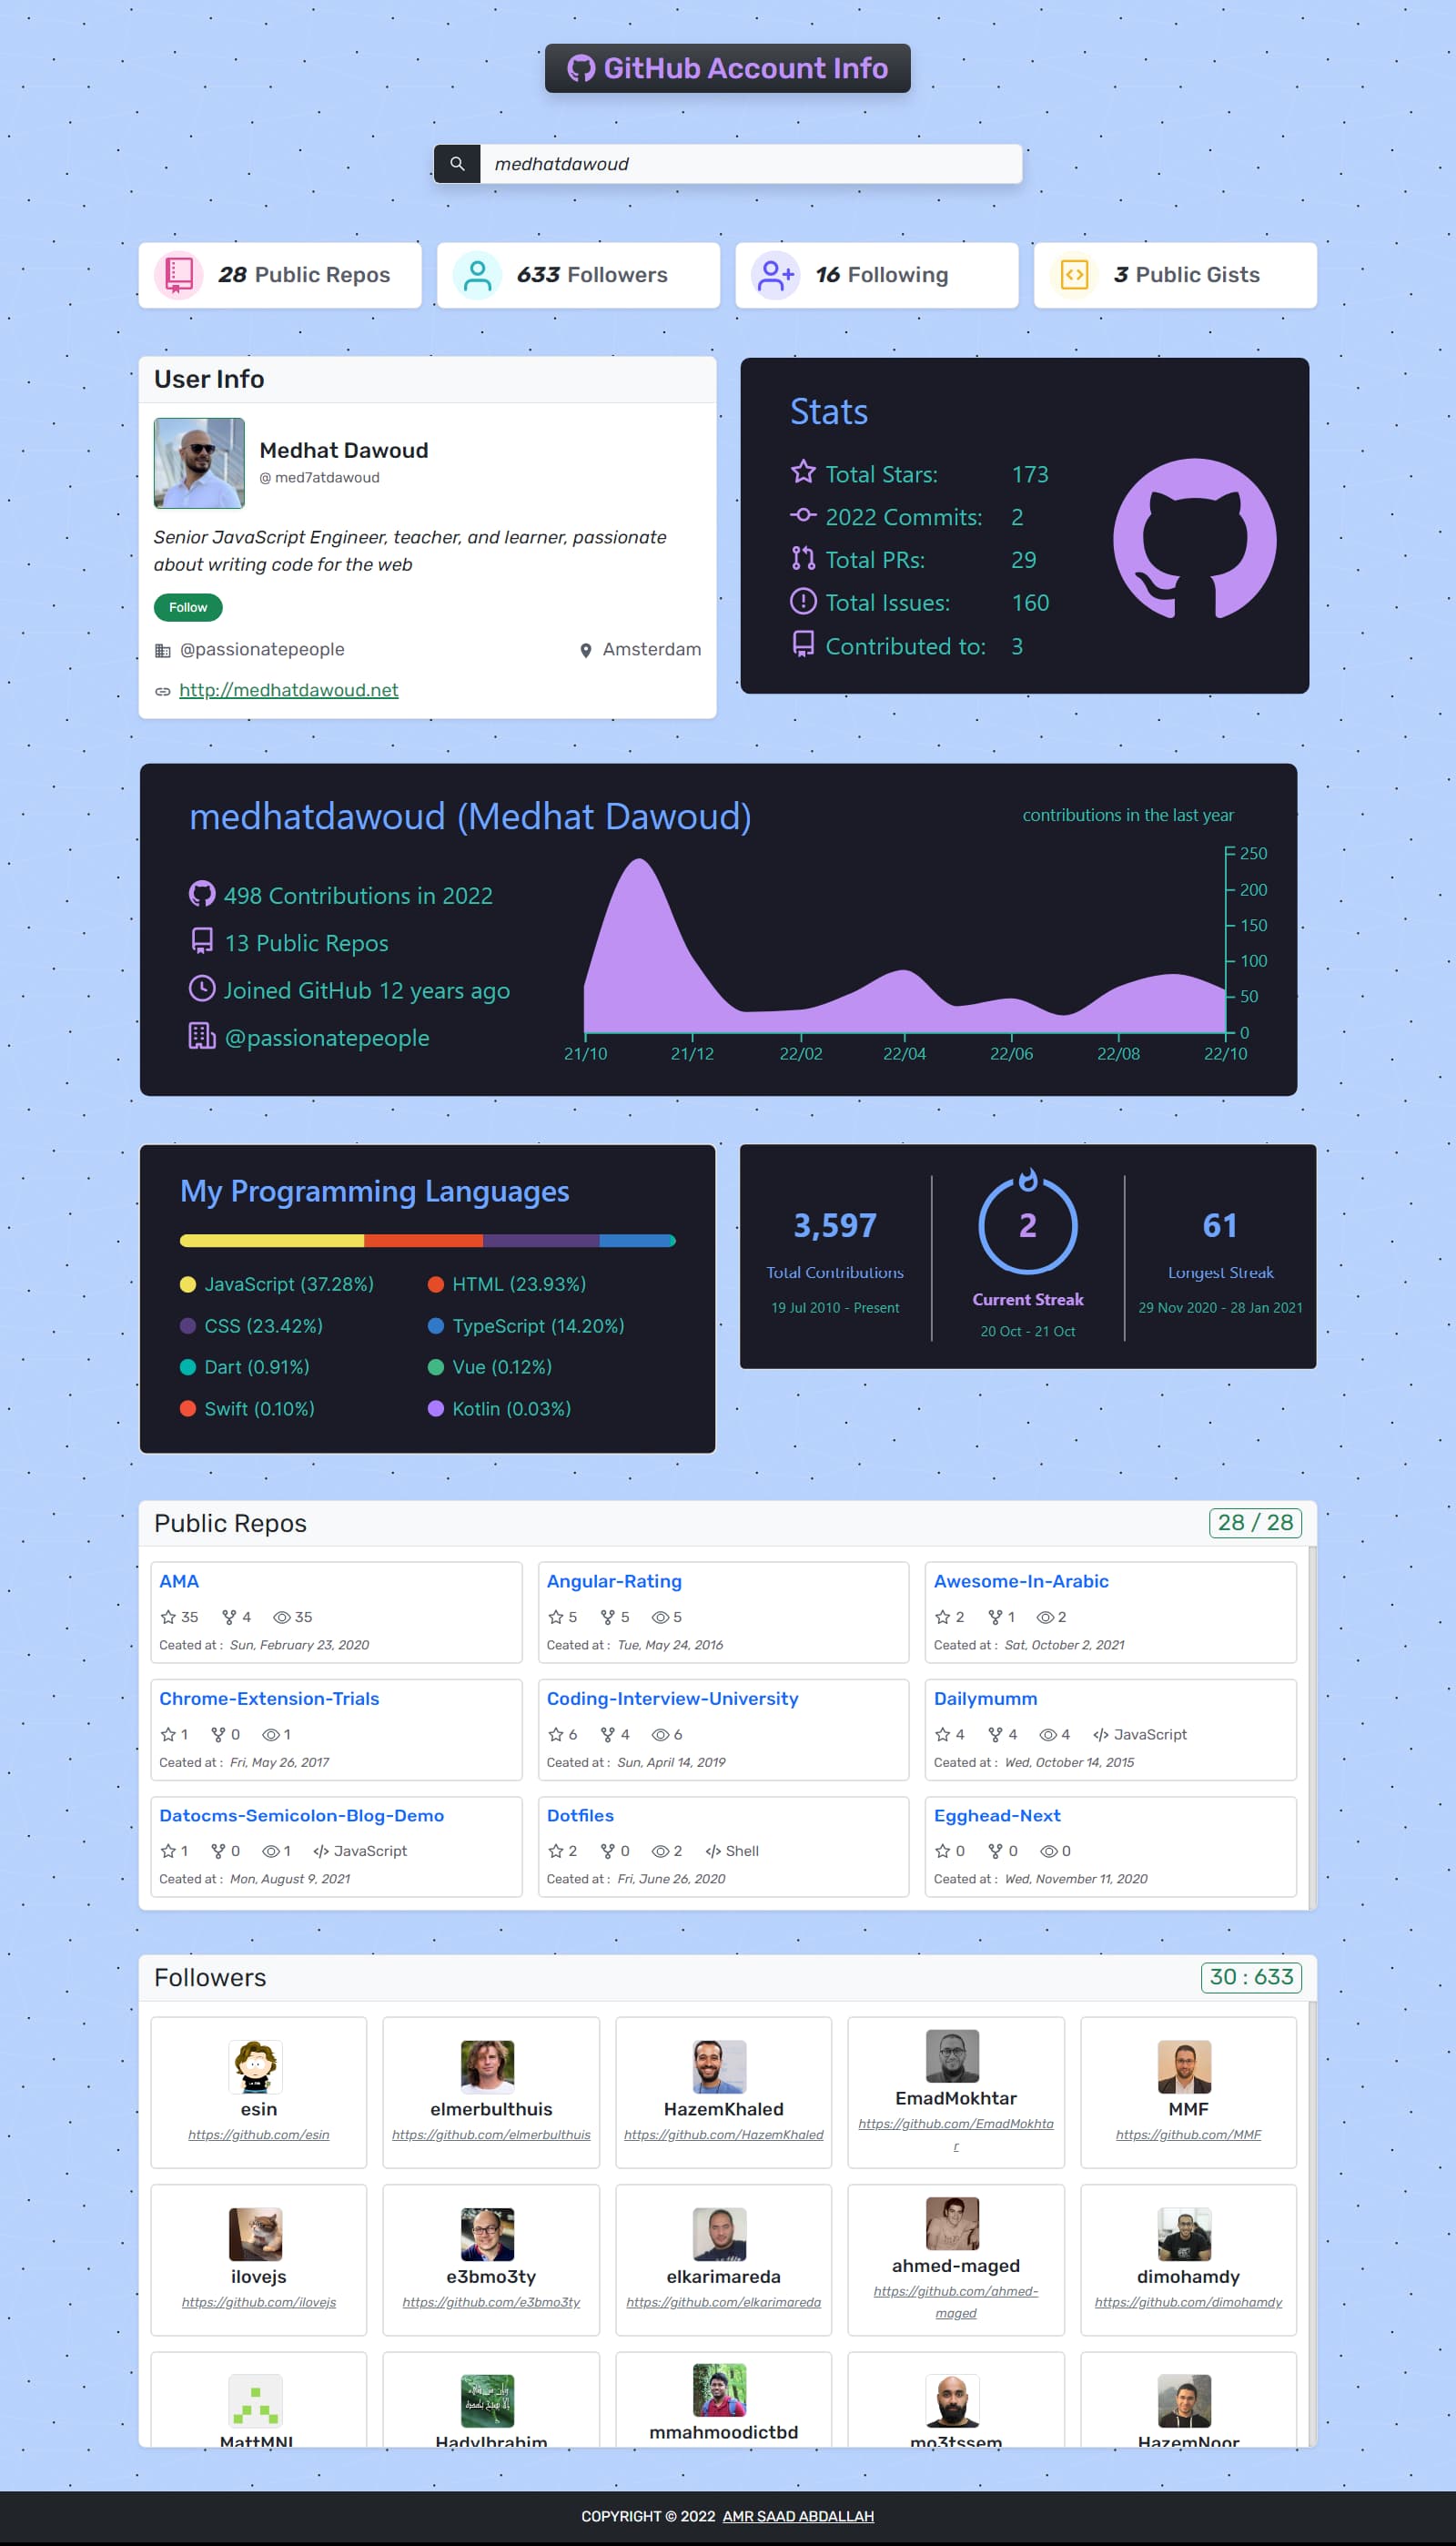 GitHub Account Info
medhatdawoud
28 Public Repos
633 Followers
16 Following
3 Public Gists
User Info
Medhat Dawoud
@ med7atdawoud
Senior JavaScript Engineer, teacher, and learner, passionate
about writing code for the web
Follow
@passionatepeople
Amsterdam
http://medhatdawoud.net
Stats
Total Stars: 173
2022 Commits: 2
Total PRs: 29
Total Issues: 160
Contributed to: 3
medhatdawoud (Medhat Dawoud)
498 Contributions in 2022
13 Public Repos
Joined GitHub 12 years ago
@passionatepeople
contributions in the last year
250
200
150
100
50
0
21/10 21/12 22/02 22/04 22/06 22/08 22/10
My Programming Languages
JavaScript (37.28%) HTML (23.93%)
CSS (23.42%) TypeScript (14.20%)
Dart (0.91%) Vue (0.12%)
Swift (0.10%) Kotlin (0.03%)
3,597
Total Contributions
19 Jul 2010 - Present
2
Current Streak
20 Oct - 21 Oct
61
Longest Streak
29 Nov 2020 - 28 Jan 2021
Public Repos 28 / 28
AMA
35 4 35
Ceated at : Sun, February 23, 2020
Angular-Rating
5 5 5
Ceated at : Tue, May 24, 2016
Awesome-In-Arabic
2 1 2
Ceated at : Sat, October 2, 2021
Chrome-Extension-Trials
1 0 1
Ceated at : Fri, May 26, 2017
Coding-Interview-University
6 4 6
Ceated at : Sun, April 14, 2019
Dailymumm
4 4 4 JavaScript
Ceated at : Wed, October 14, 2015
Datocms-Semicolon-Blog-Demo
1 0 1 JavaScript
Ceated at : Mon, August 9, 2021
Dotfiles
2 0 2 Shell
Ceated at : Fri, June 26, 2020
Egghead-Next
0 0 0
Ceated at : Wed, November 11, 2020
Followers 30 : 633
esin
https://github.com/esin
elmerbulthuis
https://github.com/elmerbulthuis
HazemKhaled
https://github.com/HazemKhaled
EmadMokhtar
https://github.com/EmadMokhta
r
MMF
https://github.com/MMF
ilovejs
https://github.com/ilovejs
e3bmo3ty
https://github.com/e3bmo3ty
elkarimareda
https://github.com/elkarimareda
ahmed-maged
https://github.com/ahmed-
maged
dimohamdy
https://github.com/dimohamdy
MattMNL
HadyIbrahim
mmahmoodictbd
mo3tssem
HazemNoor
COPYRIGHT © 2022 AMR SAAD ABDALLAH